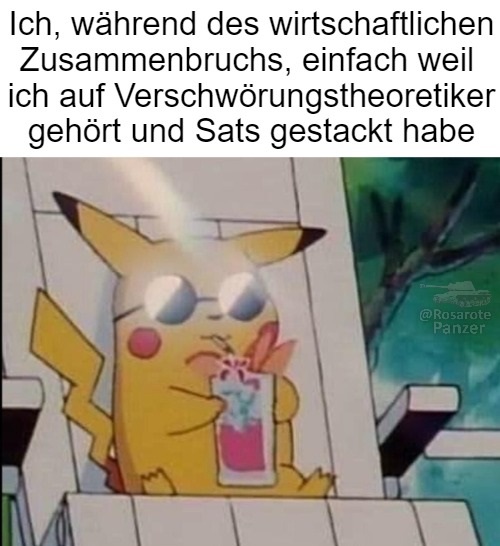 Ich, während des wirtschaftlichen
Zusammenbruchs, einfach weil
ich auf Verschwörungstheoretiker
gehört und Sats gestackt habe
@Rosarote
Panzer